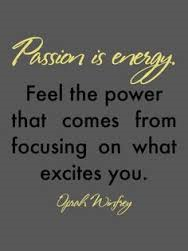 Passion is energy.
Feel the power
that comes from
focusing on what
excites you.
Oprah Winfrey